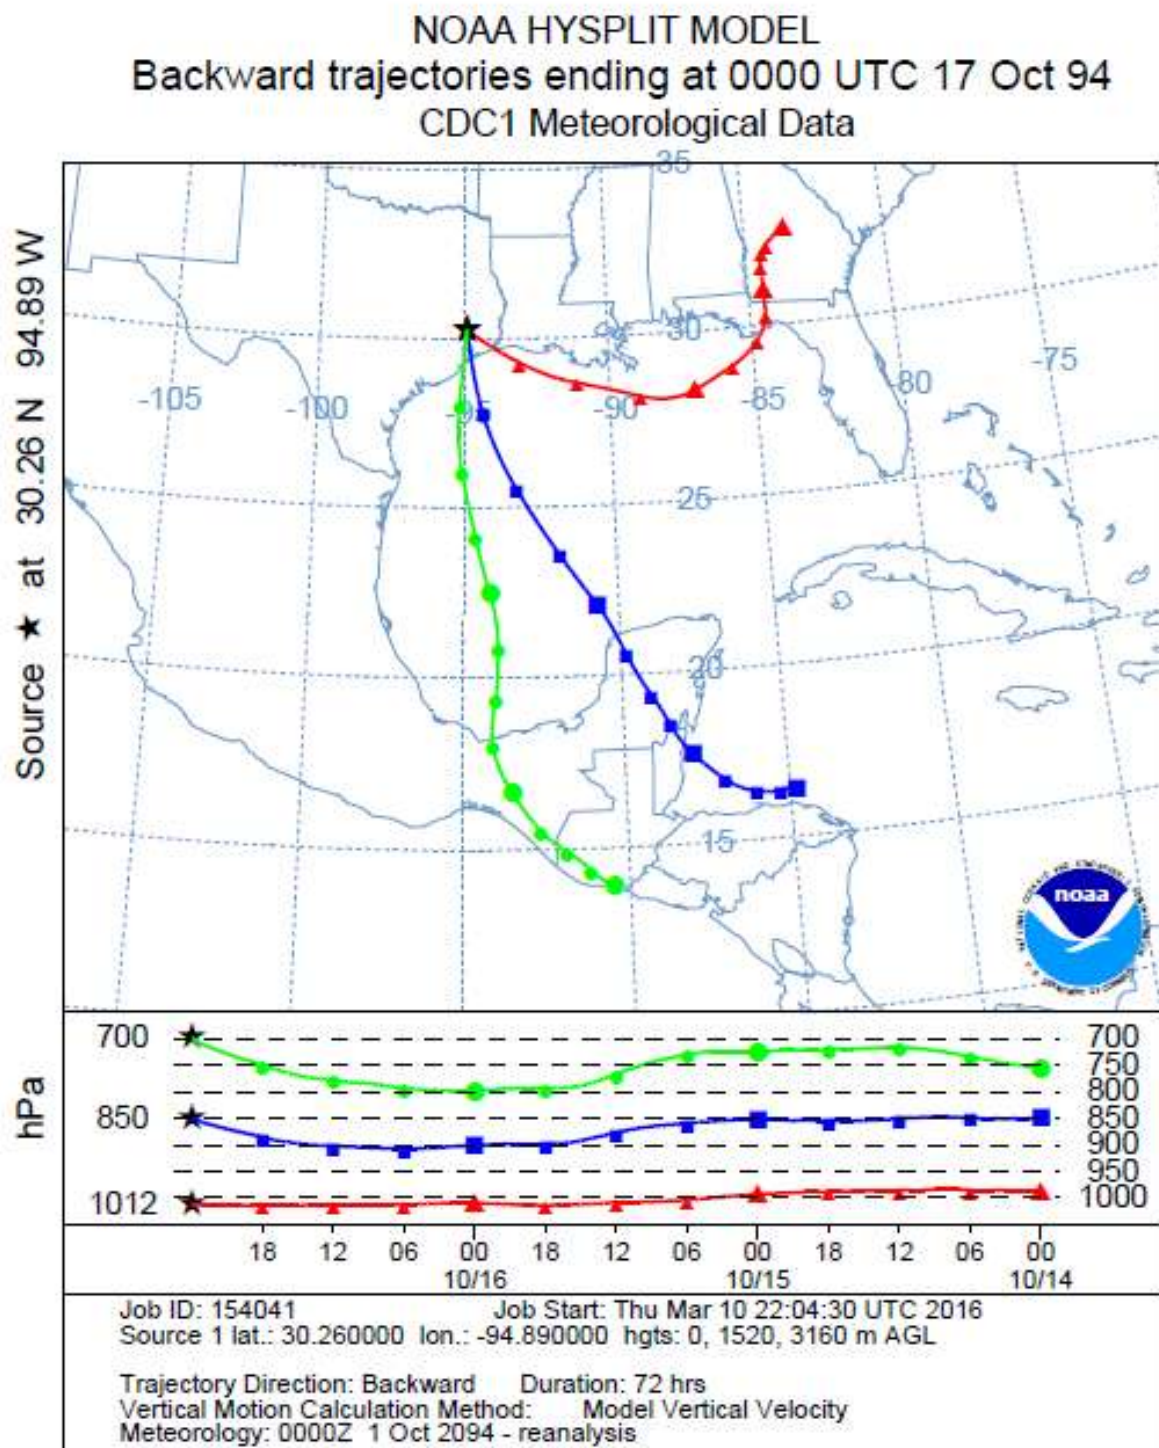 NOAA HYSPLIT MODEL
Backward trajectories ending at 0000 UTC 17 Oct 94
CDC1 Meteorological Data
Source ★ at 30.26 N 94.89 W
35
30
-105
-100
-95
-90
-85
-80
-75
25
20
15
noaa
hPa
700
850
1012
700
750
800
850
900
950
1000
18 12 06 00 18 12 06 00 18 12 06 00
10/16 10/15 10/14
Job ID: 154041 Job Start: Thu Mar 10 22:04:30 UTC 2016
Source 1 lat.: 30.260000 lon.: -94.890000 hgts: 0, 1520, 3160 m AGL
Trajectory Direction: Backward Duration: 72 hrs
Vertical Motion Calculation Method: Model Vertical Velocity
Meteorology: 0000Z 1 Oct 2094 - reanalysis